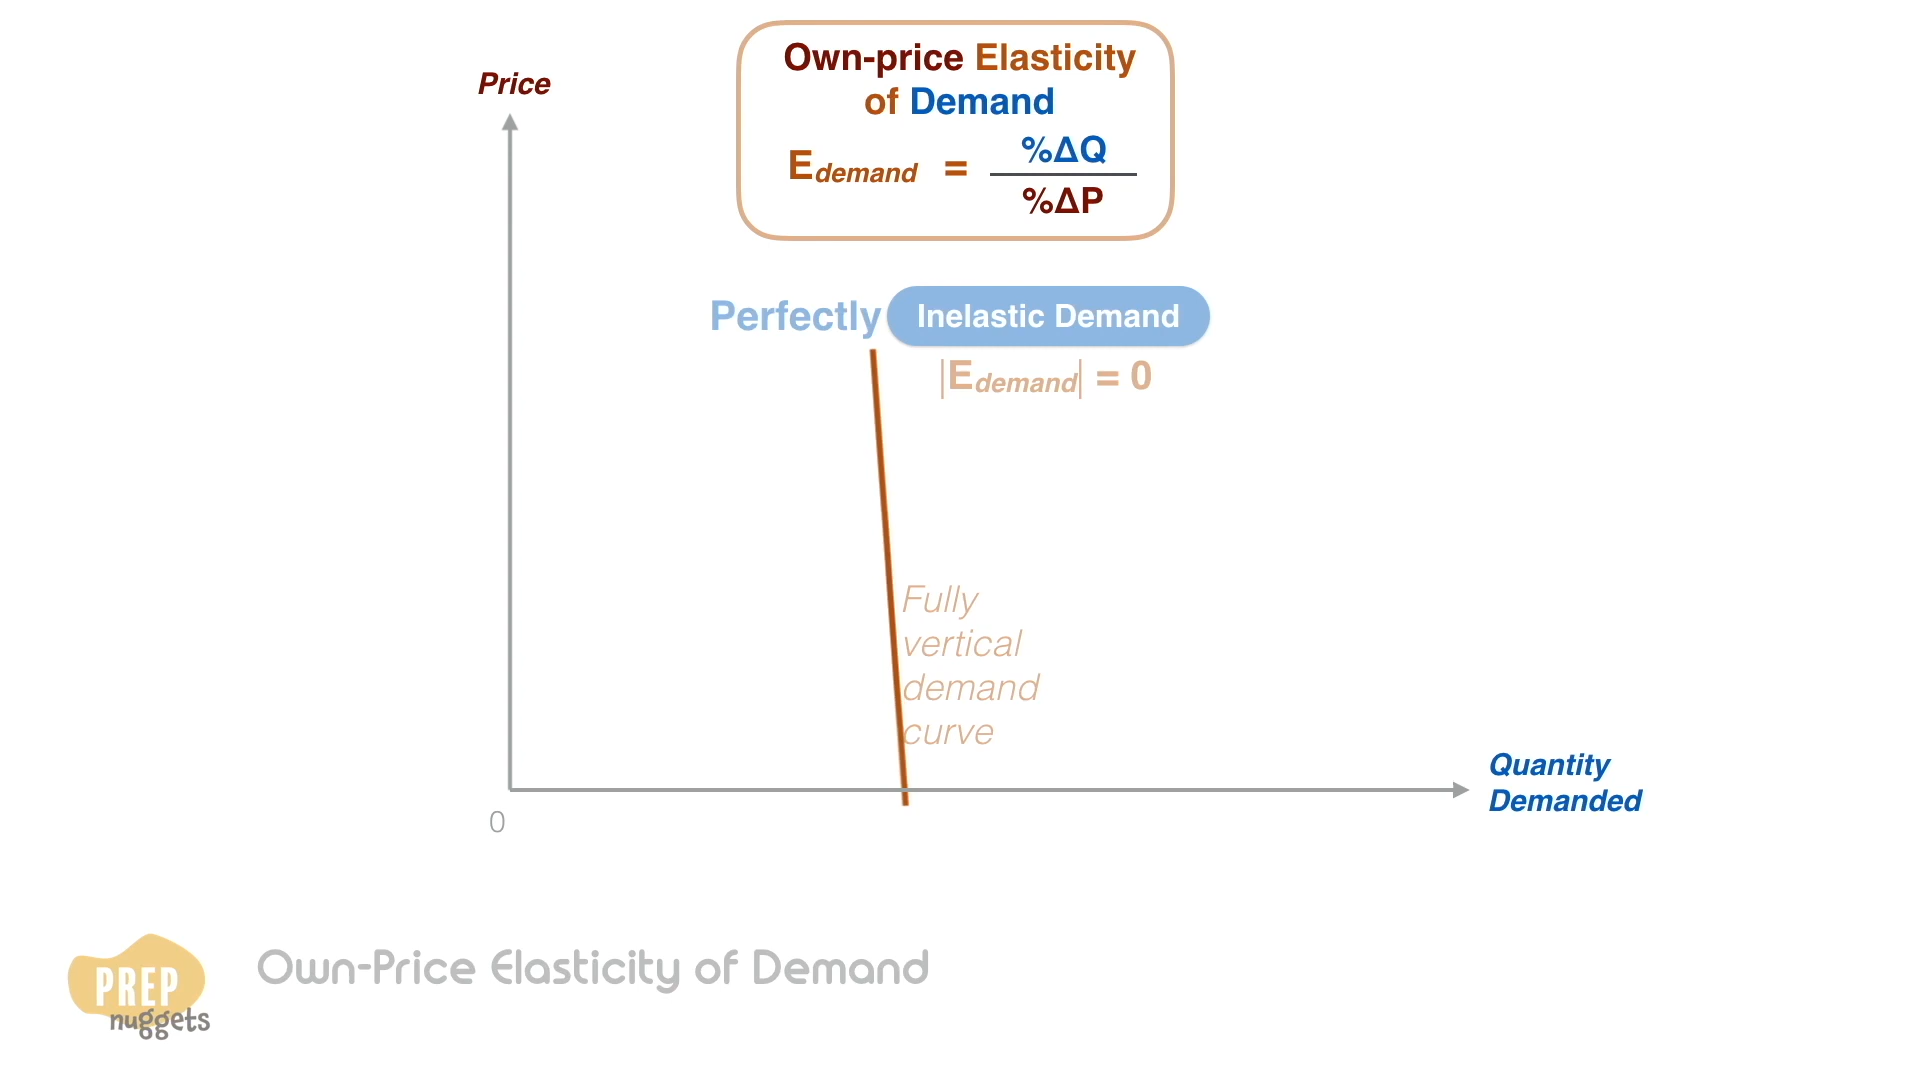 Own-price Elasticity
of Demand
Edemand = %ΔQ
%ΔP
Price
Perfectly Inelastic Demand
|Edemand| = 0
Fully
vertical
demand
curve
Quantity
Demanded
0
PREP
nuggets
Own-Price Elasticity of Demand